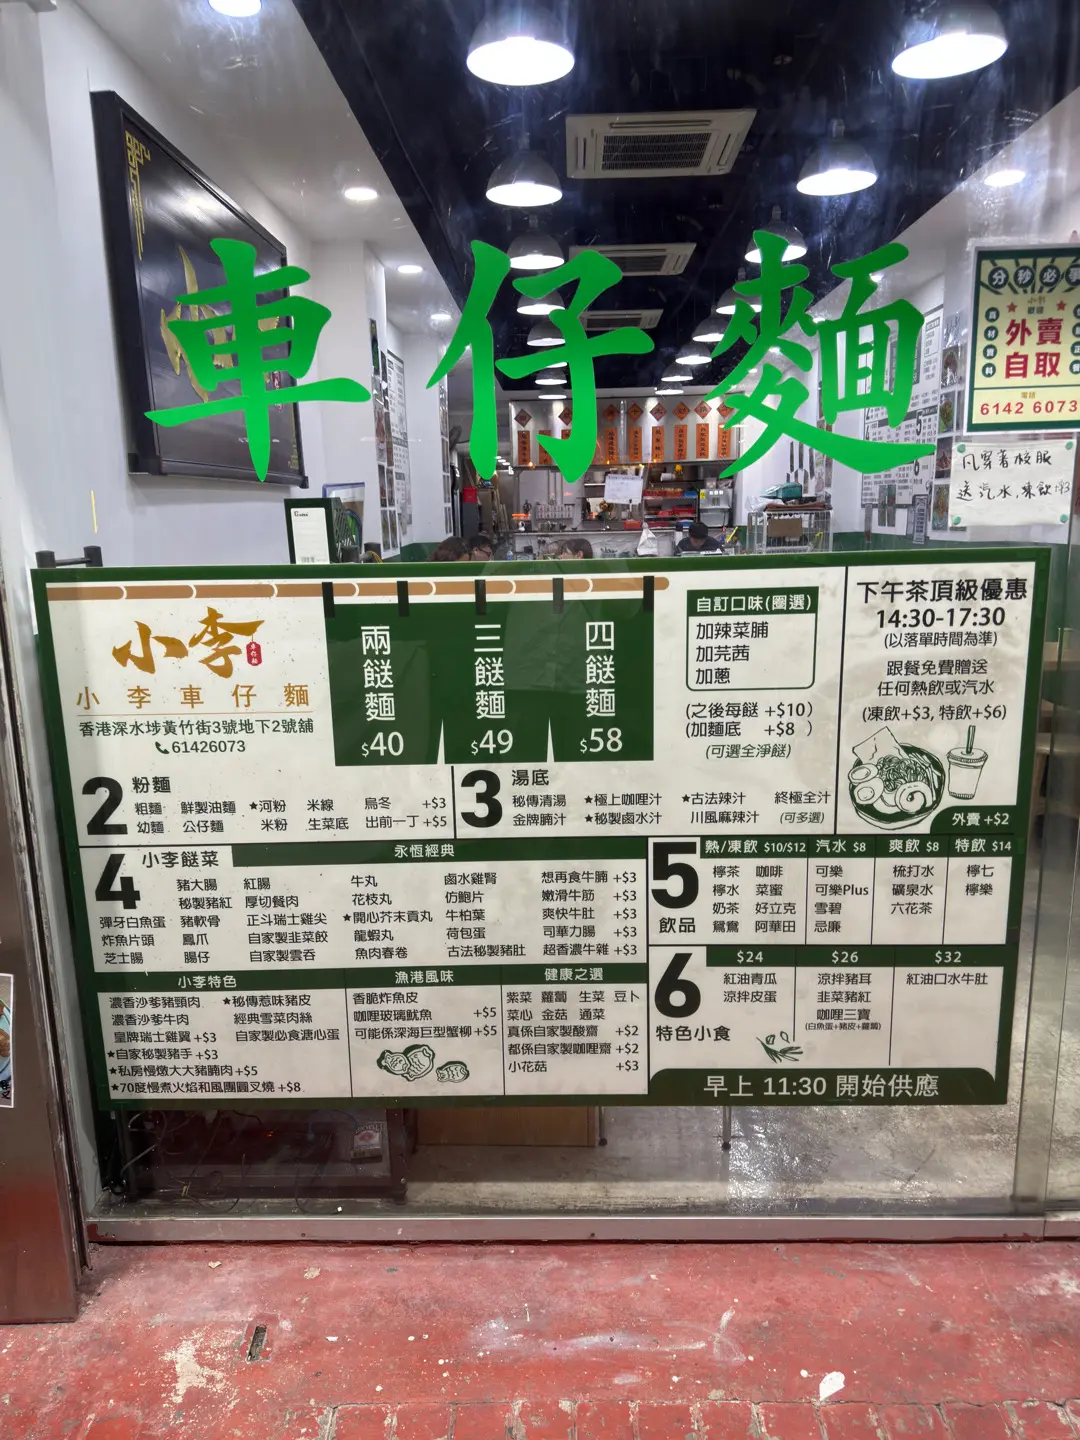 車仔麵
分秒必爭
小李
外賣
自取
電話
6142 6073
凡穿著校服
送汽水,凍飲
小李
車仔麵
小李車仔麵
香港深水埗黃竹街3號地下2號舖
61426073
兩餸麵
$40
三餸麵
$49
四餸麵
$58
自訂口味(圈選)
加辣菜脯
加芫茜
加蔥
(之後每餸 +$10)
(加麵底 +$8 )
(可選全淨餸)
下午茶頂級優惠
14:30-17:30
(以落單時間為準)
跟餐免費贈送
任何熱飲或汽水
(凍飲+$3, 特飲+$6)
外賣 +$2
2 粉麵
粗麵 鮮製油麵 ★河粉 米線 烏冬 +$3
幼麵 公仔麵 米粉 生菜底 出前一丁 +$5
3 湯底
秘傳清湯 ★極上咖喱汁 ★古法辣汁 終極全汁
金牌腩汁 ★秘製鹵水汁 川風麻辣汁 (可多選)
4 小李餸菜
永恆經典
豬大腸 紅腸 牛丸 鹵水雞腎 想再食牛腩 +$3
秘製豬紅 厚切餐肉 花枝丸 仿鮑片 嫩滑牛筋 +$3
彈牙白魚蛋 豬軟骨 正斗瑞士雞尖 ★開心芥末貢丸 牛柏葉 爽快牛肚 +$3
炸魚片頭 鳳爪 自家製韮菜餃 龍蝦丸 荷包蛋 司華力腸 +$3
芝士腸 腸仔 自家製雲吞 魚肉春卷 古法秘製豬肚 超香濃牛雜 +$3
小李特色
濃香沙爹豬頸肉 ★秘傳惹味豬皮
濃香沙爹牛肉 經典雪菜肉絲
皇牌瑞士雞翼 +$3 自家製必食溏心蛋
★自家秘製豬手 +$3
★私房慢燉大大豬腩肉 +$5
★70度慢煮火焰和風團圓叉燒 +$8
漁港風味
香脆炸魚皮
咖喱玻璃魷魚 +$5
可能係深海巨型蟹柳 +$5
健康之選
紫菜 蘿蔔 生菜 豆卜
菜心 金菇 通菜
真係自家製酸齋 +$2
都係自家製咖喱齋 +$2
小花菇 +$3
5 飲品
熱/凍飲 $10/$12
檸茶 咖啡
檸水 菜蜜
奶茶 好立克
鴛鴦 阿華田
汽水 $8
可樂
可樂Plus
雪碧
忌廉
爽飲 $8
梳打水
礦泉水
六花茶
特飲 $14
檸七
檸樂
6 特色小食
$24
紅油青瓜
涼拌皮蛋
$26
涼拌豬耳
韭菜豬紅
咖哩三寶
(白魚蛋+豬皮+蘿蔔)
$32
紅油口水牛肚
早上 11:30 開始供應